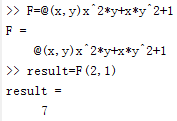 >> F=@(x,y)x^2*y+x*y^2+1
F =
@(x,y)x^2*y+x*y^2+1
>> result=F(2,1)
result =
7